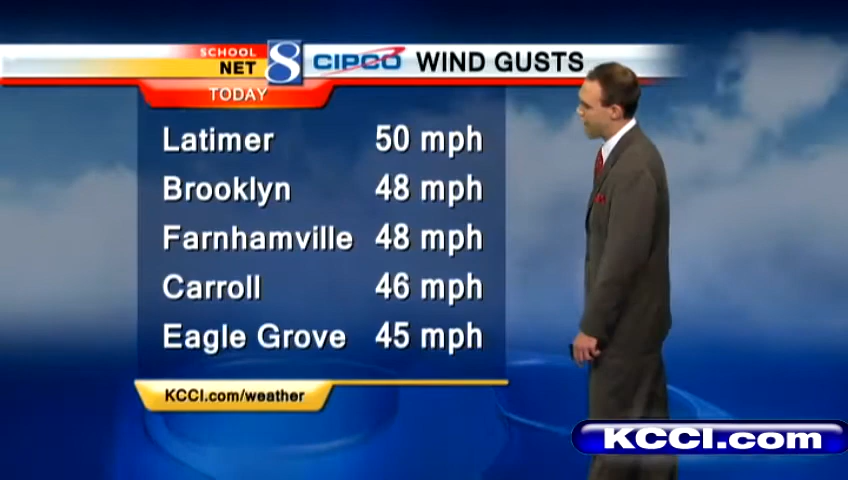 SCHOOL
NET 8 CIPCO WIND GUSTS
TODAY
Latimer 50 mph
Brooklyn 48 mph
Farnhamville 48 mph
Carroll 46 mph
Eagle Grove 45 mph
KCCI.com/weather
KCCI.com